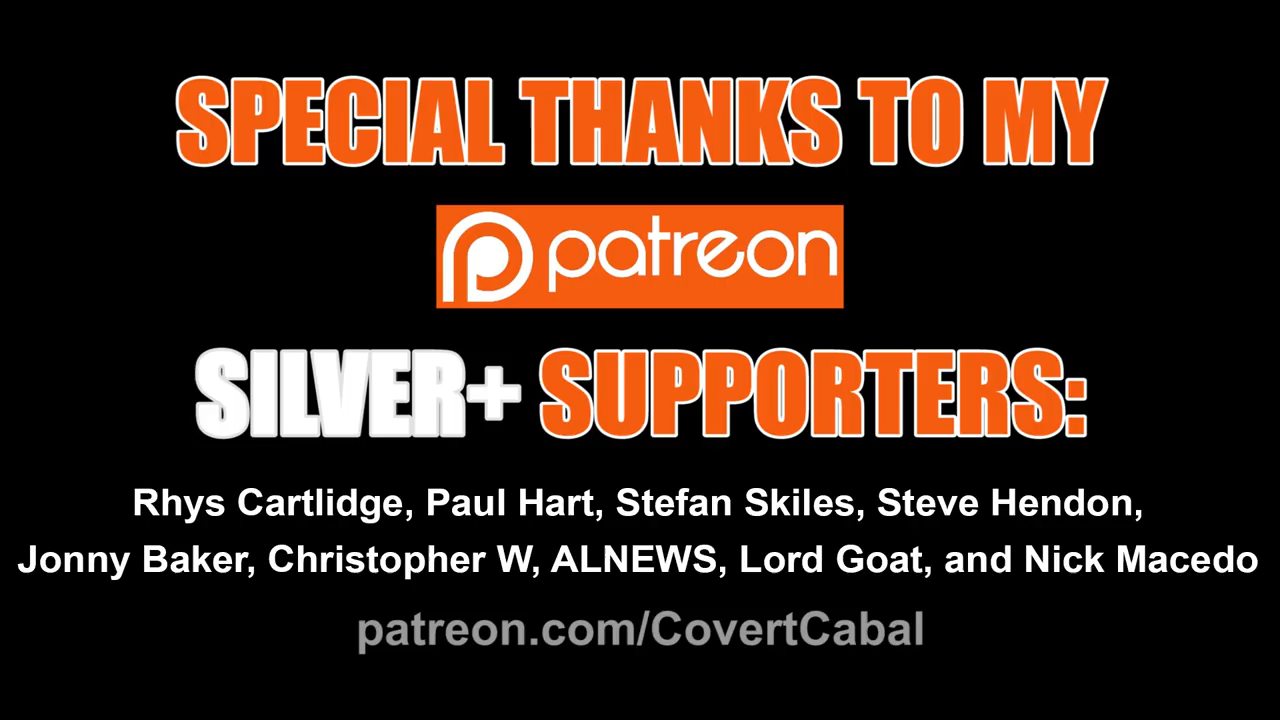 SPECIAL THANKS TO MY
patreon
SILVER+ SUPPORTERS:
Rhys Cartlidge, Paul Hart, Stefan Skiles, Steve Hendon,
Jonny Baker, Christopher W, ALNEWS, Lord Goat, and Nick Macedo
patreon.com/CovertCabal